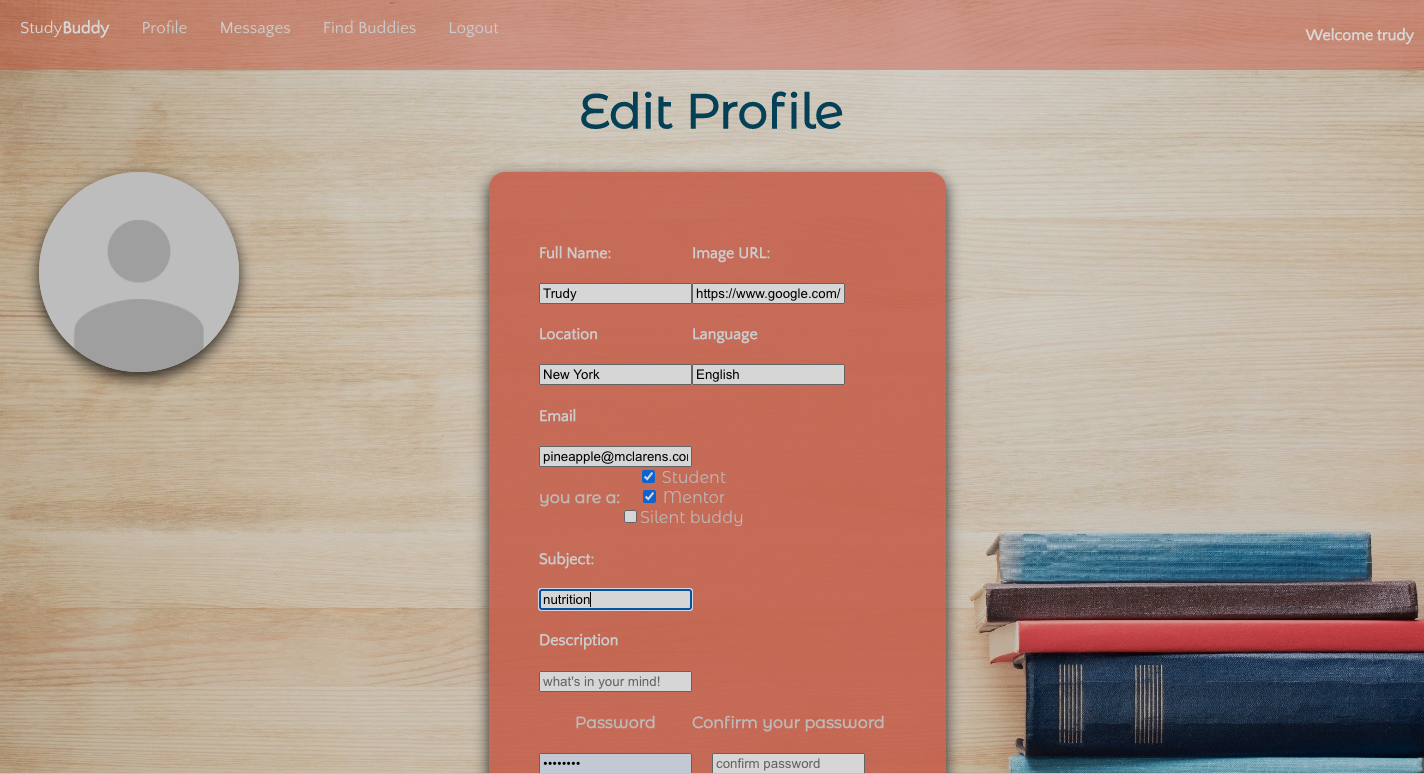 StudyBuddy Profile Messages Find Buddies Logout
Welcome trudy
Edit Profile
Full Name: Image URL:
Trudy https://www.google.com/
Location Language
New York English
Email
pineapple@mclarens.co
Student
you are a: Mentor
Silent buddy
Subject:
nutrition
Description
what's in your mind!
Password Confirm your password
•••••••• confirm password